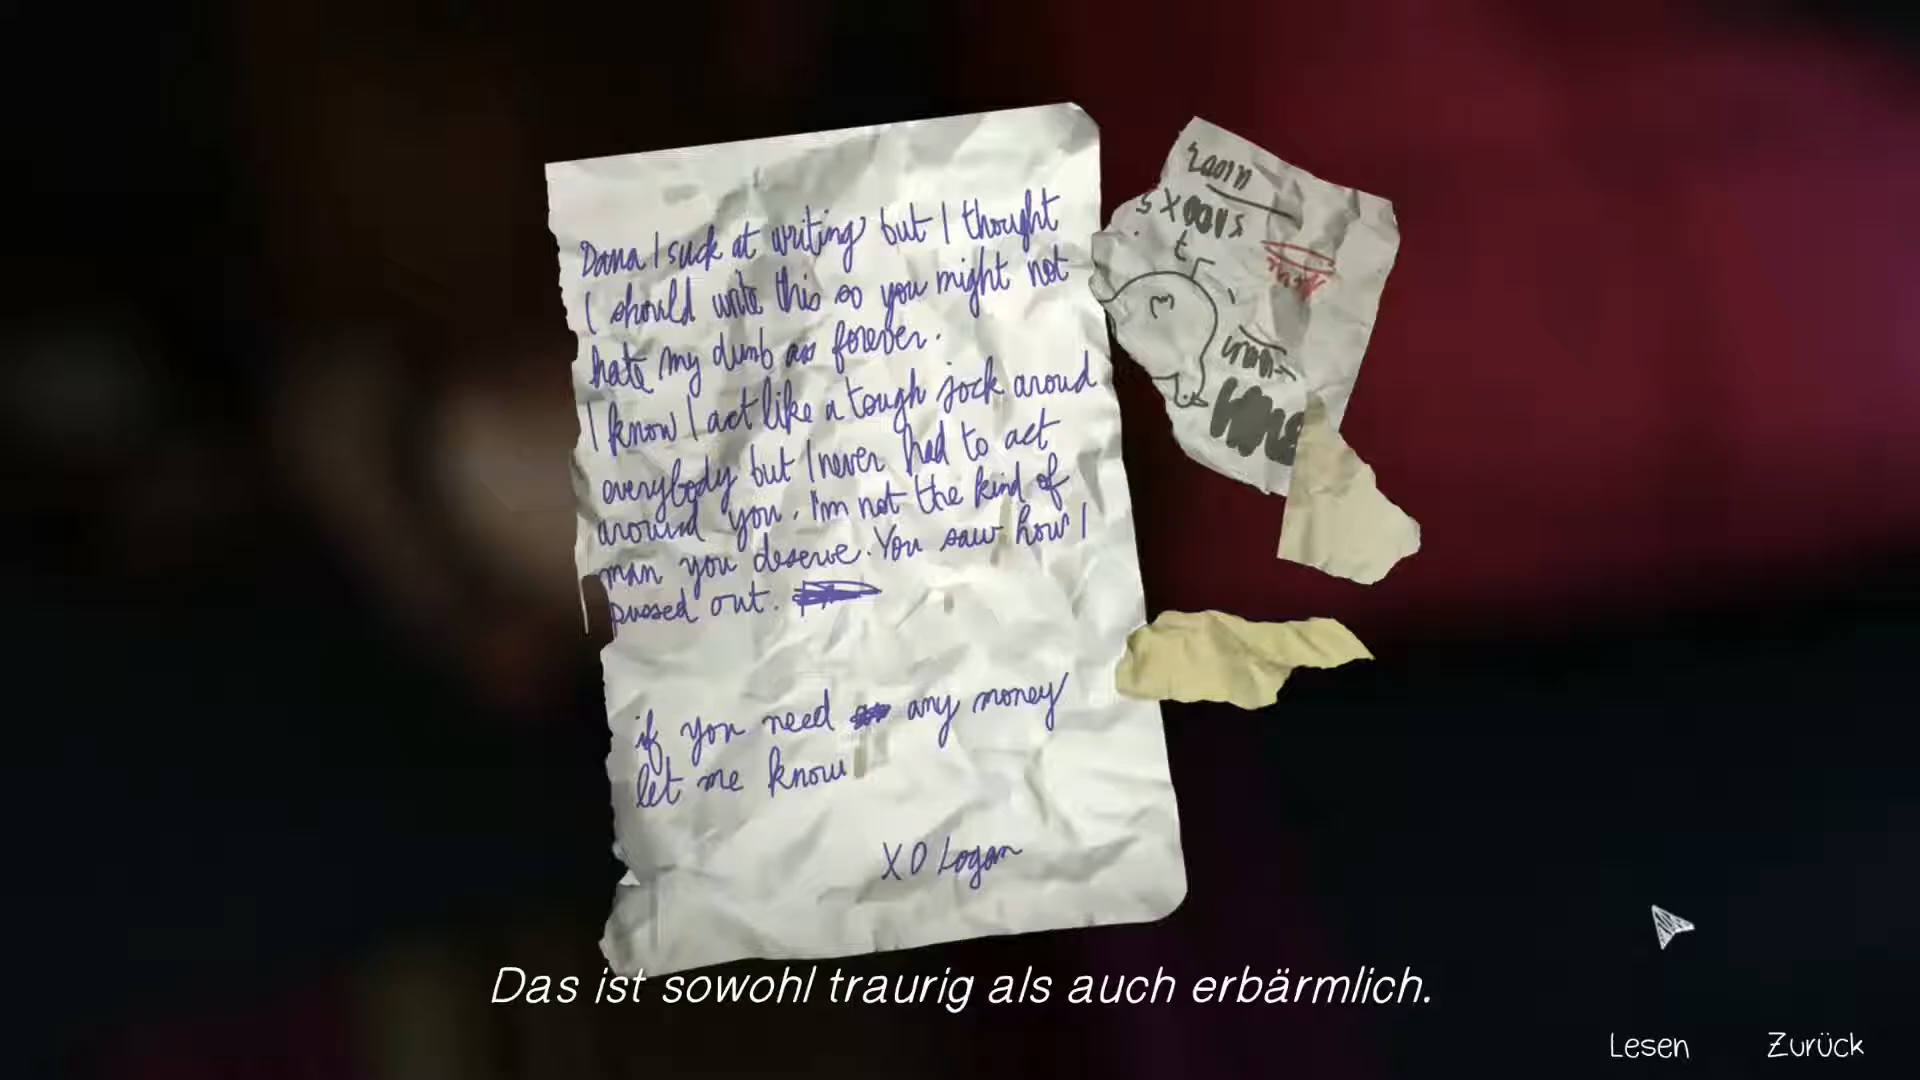 Dana I suck at writing but I thought
I should write this so you might not
hate my dumb ass forever.
I know I act like a tough jock aroud
everybody but I never had to act
around you. I'm not the kind of
man you deserve. You saw how I
pussed out.
if you need any money
let me know
XO Logan
Das ist sowohl traurig als auch erbärmlich.
Lesen
Zurück